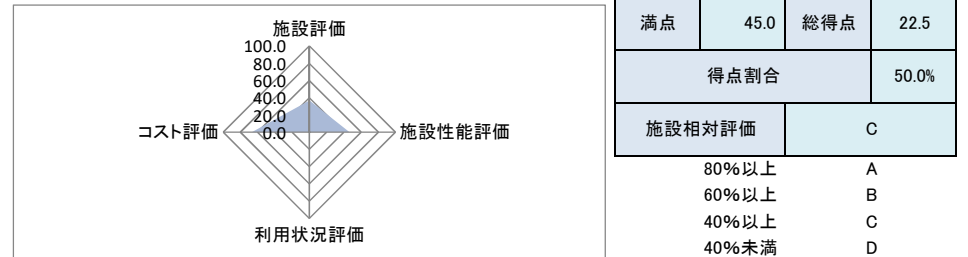 施設評価
100.0
80.0
60.0
40.0
20.0
0.0
コスト評価
施設性能評価
利用状況評価
満点 45.0 総得点 22.5
得点割合 50.0%
施設相対評価 C
80%以上 A
60%以上 B
40%以上 C
40%未満 D